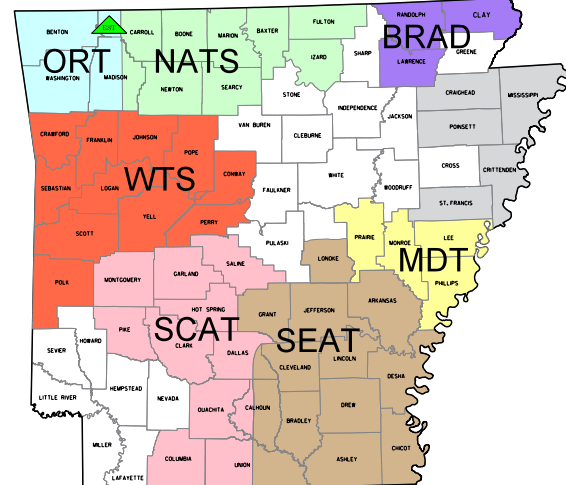 BENTON
EST
CARROLL
BOONE
MARION
BAXTER
FULTON
RANDOLPH
CLAY
BRAD
GREENE
LAWRENCE
SHARP
IZARD
ORT
NATS
WASHINGTON
MADISON
NEWTON
SEARCY
STONE
INDEPENDENCE
JACKSON
CRAIGHEAD
MISSISSIPPI
POINSETT
CRAWFORD
FRANKLIN
JOHNSON
POPE
VAN BUREN
CLEBURNE
CONWAY
WHITE
CROSS
CRITTENDEN
WTS
SEBASTIAN
LOGAN
FAULKNER
WOODRUFF
ST. FRANCIS
YELL
PERRY
SCOTT
PULASKI
PRAIRIE
MONROE
LEE
MDT
LONOKE
SALINE
GARLAND
MONTGOMERY
POLK
PHILLIPS
HOT SPRING
GRANT
JEFFERSON
ARKANSAS
PIKE
SCAT
SEAT
CLARK
DALLAS
SEVIER
HOWARD
CLEVELAND
LINCOLN
DESHA
HEMPSTEAD
NEVADA
LITTLE RIVER
OUACHITA
CALHOUN
DREW
BRADLEY
MILLER
COLUMBIA
UNION
ASHLEY
CHICOT
LAFAYETTE